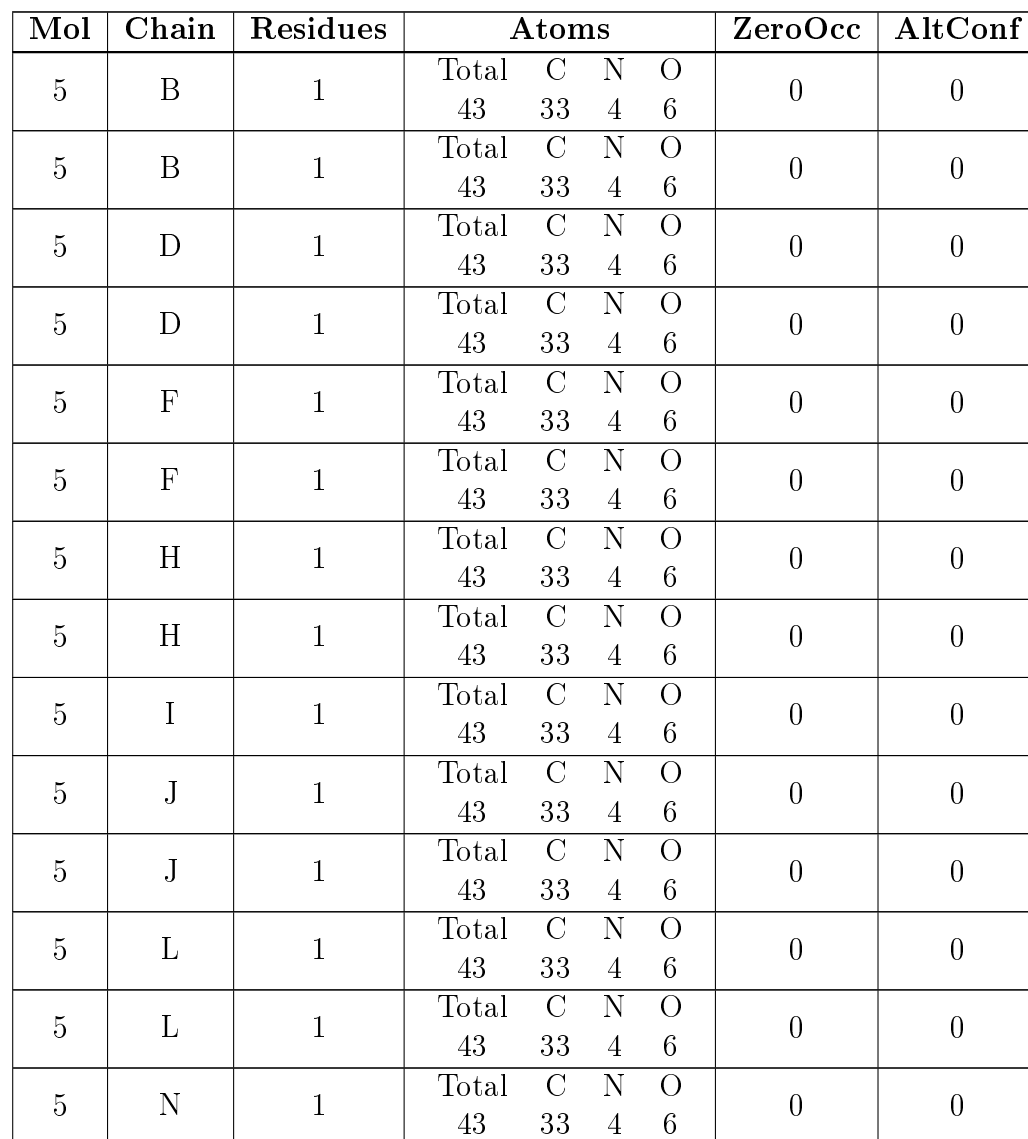 Mol Chain Residues Atoms ZeroOcc AltConf
5 B 1 Total C N O 0 0
43 33 4 6
5 B 1 Total C N O 0 0
43 33 4 6
5 D 1 Total C N O 0 0
43 33 4 6
5 D 1 Total C N O 0 0
43 33 4 6
5 F 1 Total C N O 0 0
43 33 4 6
5 F 1 Total C N O 0 0
43 33 4 6
5 H 1 Total C N O 0 0
43 33 4 6
5 H 1 Total C N O 0 0
43 33 4 6
5 I 1 Total C N O 0 0
43 33 4 6
5 J 1 Total C N O 0 0
43 33 4 6
5 J 1 Total C N O 0 0
43 33 4 6
5 L 1 Total C N O 0 0
43 33 4 6
5 L 1 Total C N O 0 0
43 33 4 6
5 N 1 Total C N O 0 0
43 33 4 6